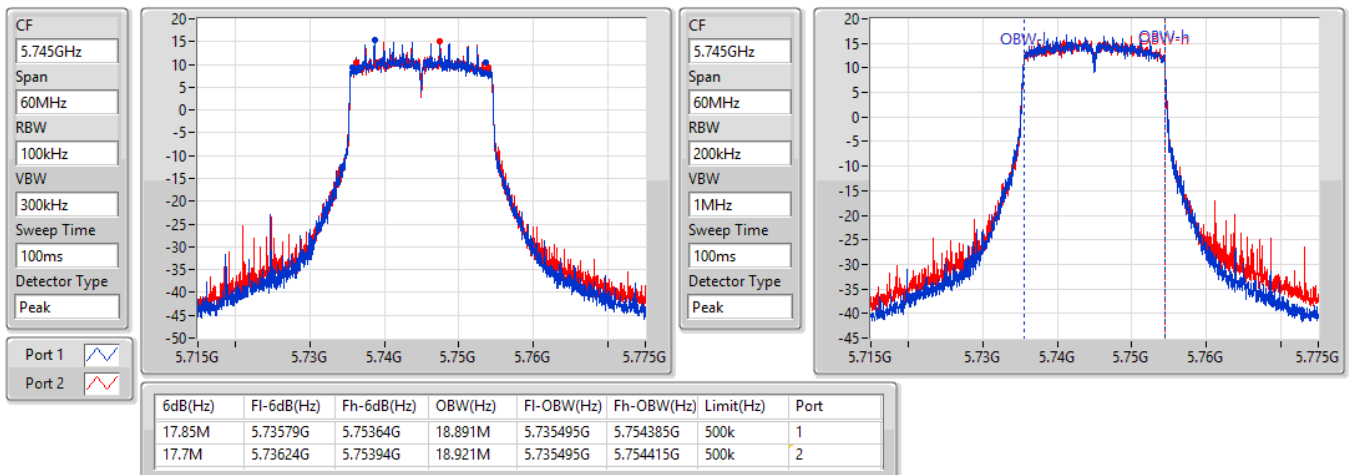 CF
5.745GHz
Span
60MHz
RBW
100kHz
VBW
300kHz
Sweep Time
100ms
Detector Type
Peak
Port 1
Port 2
20
15
10
5
0
-5
-10
-15
-20
-25
-30
-35
-40
-45
-50
5.715G 5.73G 5.74G 5.75G 5.76G 5.775G
CF
5.745GHz
Span
60MHz
RBW
200kHz
VBW
1MHz
Sweep Time
100ms
Detector Type
Peak
20
15
10
5
0
-5
-10
-15
-20
-25
-30
-35
-40
-45
OBW-l OBW-h
5.715G 5.73G 5.74G 5.75G 5.76G 5.775G
6dB(Hz) Fl-6dB(Hz) Fh-6dB(Hz) OBW(Hz) Fl-OBW(Hz) Fh-OBW(Hz) Limit(Hz) Port
17.85M 5.73579G 5.75364G 18.891M 5.735495G 5.754385G 500k 1
17.7M 5.73624G 5.75394G 18.921M 5.735495G 5.754415G 500k 2